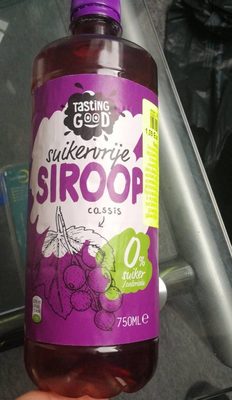 TASTING
GOOD
suikervrije
SIROOP
cassis
0%
suiker
750ML e